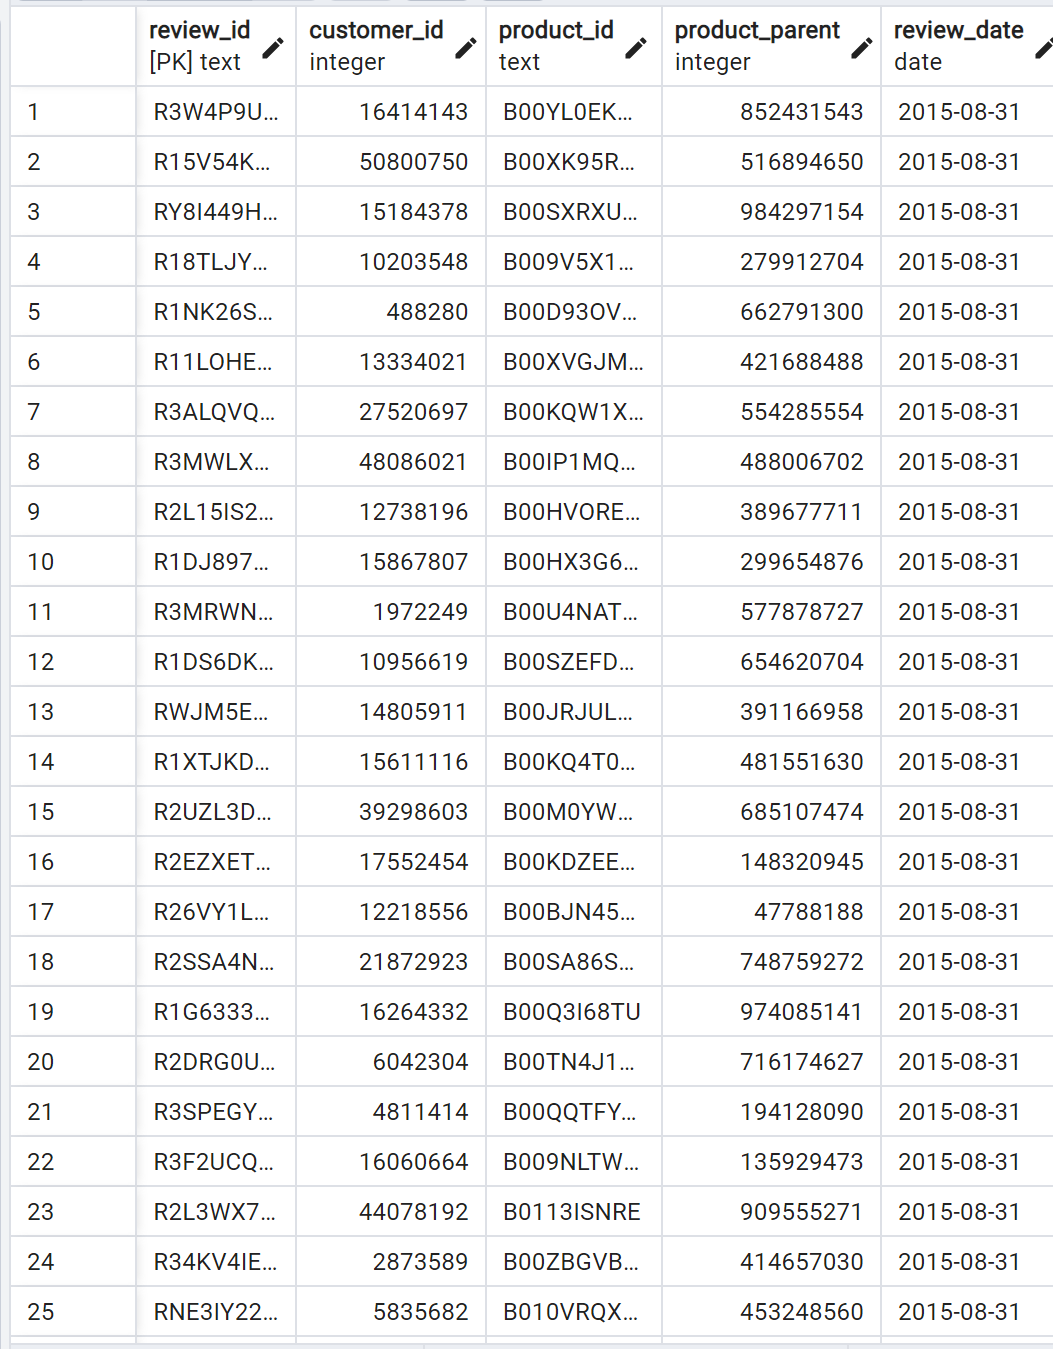 review_id customer_id product_id product_parent review_date
[PK] text integer text integer date
1 R3W4P9U... 16414143 B00YL0EK... 852431543 2015-08-31
2 R15V54K... 50800750 B00XK95R... 516894650 2015-08-31
3 RY8I449H... 15184378 B00SXRXU... 984297154 2015-08-31
4 R18TLJY... 10203548 B009V5X1... 279912704 2015-08-31
5 R1NK26S... 488280 B00D93OV... 662791300 2015-08-31
6 R11LOHE... 13334021 B00XVGJM... 421688488 2015-08-31
7 R3ALQVQ... 27520697 B00KQW1X... 554285554 2015-08-31
8 R3MWLX... 48086021 B00IP1MQ... 488006702 2015-08-31
9 R2L15IS2... 12738196 B00HVORE... 389677711 2015-08-31
10 R1DJ897... 15867807 B00HX3G6... 299654876 2015-08-31
11 R3MRWN... 1972249 B00U4NAT... 577878727 2015-08-31
12 R1DS6DK... 10956619 B00SZEFD... 654620704 2015-08-31
13 RWJM5E... 14805911 B00JRJUL... 391166958 2015-08-31
14 R1XTJKD... 15611116 B00KQ4T0... 481551630 2015-08-31
15 R2UZL3D... 39298603 B00M0YW... 685107474 2015-08-31
16 R2EZXET... 17552454 B00KDZEE... 148320945 2015-08-31
17 R26VY1L... 12218556 B00BJN45... 47788188 2015-08-31
18 R2SSA4N... 21872923 B00SA86S... 748759272 2015-08-31
19 R1G6333... 16264332 B00Q3I68TU 974085141 2015-08-31
20 R2DRG0U... 6042304 B00TN4J1... 716174627 2015-08-31
21 R3SPEGY... 4811414 B00QQTFY... 194128090 2015-08-31
22 R3F2UCQ... 16060664 B009NLTW... 135929473 2015-08-31
23 R2L3WX7... 44078192 B0113ISNRE 909555271 2015-08-31
24 R34KV4IE... 2873589 B00ZBGVB... 414657030 2015-08-31
25 RNE3IY22... 5835682 B010VRQX... 453248560 2015-08-31